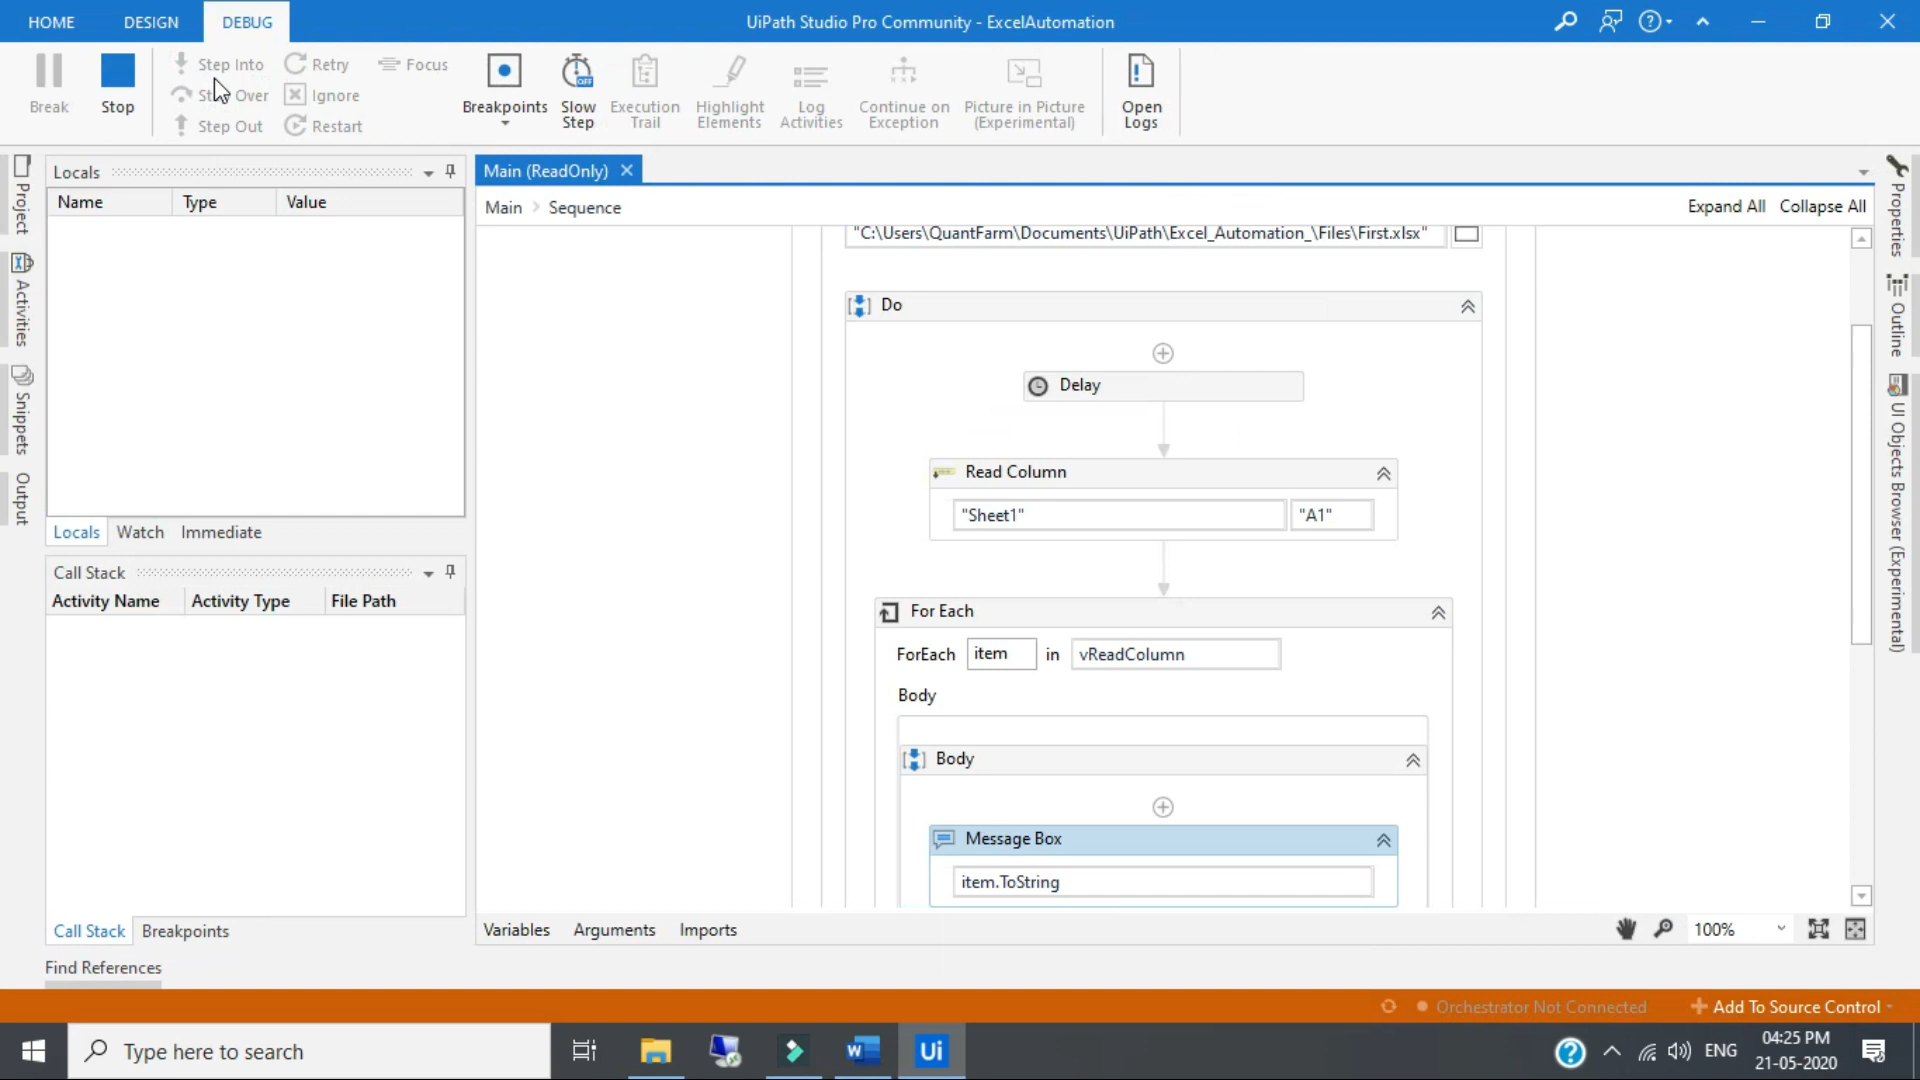 HOME DESIGN DEBUG UiPath Studio Pro Community - ExcelAutomation
Break Stop
Step Into Retry Focus
Step Over Ignore
Step Out Restart
Breakpoints
Slow Step
Execution Trail
Highlight Elements
Log Activities
Continue on Exception
Picture in Picture (Experimental)
Open Logs
Project
Activities
Snippets
Output
Locals
Name Type Value
Locals Watch Immediate
Call Stack
Activity Name Activity Type File Path
Call Stack Breakpoints
Find References
Main (ReadOnly)
Main > Sequence
Expand All Collapse All
"C:\Users\QuantFarm\Documents\UiPath\Excel_Automation_\Files\First.xlsx"
Do
Delay
Read Column
"Sheet1" "A1"
For Each
ForEach item in vReadColumn
Body
Body
Message Box
item.ToString
Variables Arguments Imports 100%
Properties
Outline
UI Objects Browser (Experimental)
Orchestrator Not Connected Add To Source Control
Type here to search
Ui
ENG
04:25 PM
21-05-2020